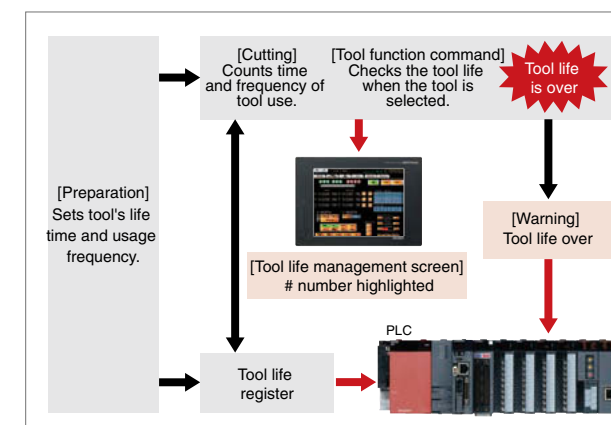 [Cutting]
Counts time
and frequency of
tool use.
[Tool function command]
Checks the tool life
when the tool is
selected.
Tool life
is over
[Preparation]
Sets tool's life
time and usage
frequency.
[Warning]
Tool life over
[Tool life management screen]
# number highlighted
PLC
Tool life
register